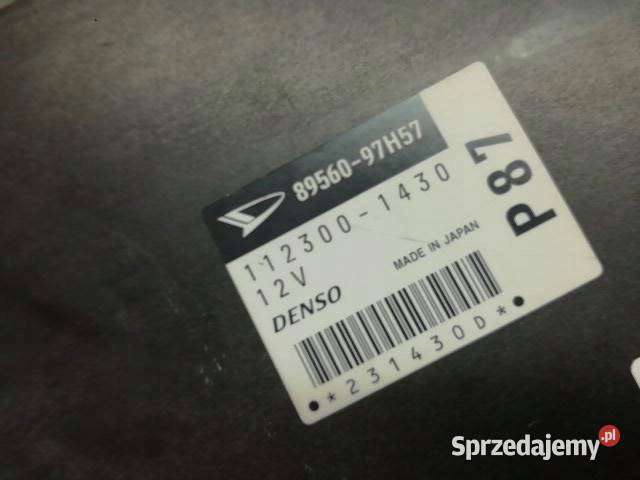 89560-97H57
P87
112300-1430
12V
MADE IN JAPAN
DENSO
*231430D*
Sprzedajemy.pl